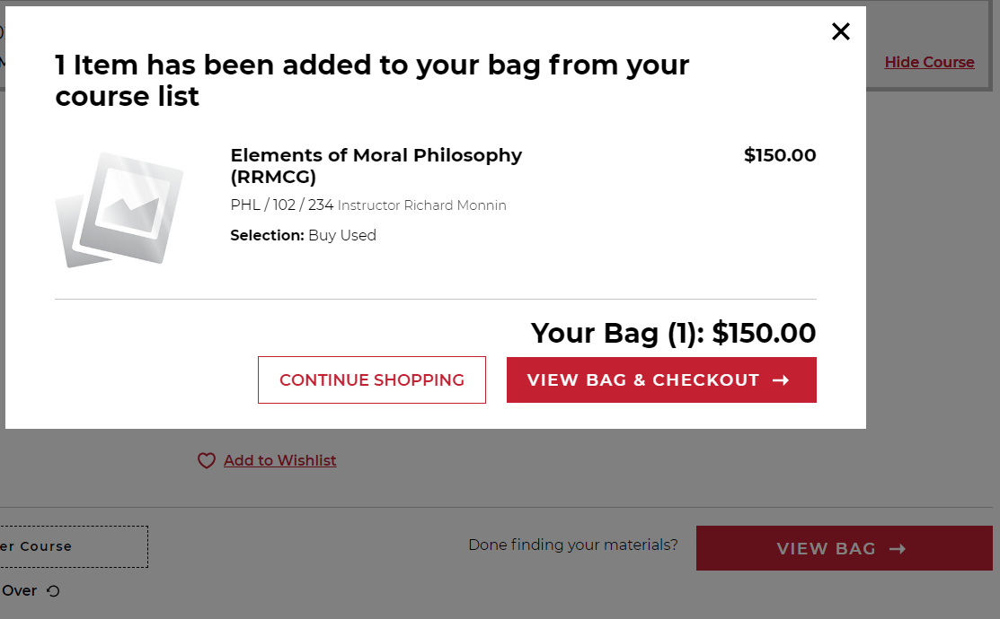 1 Item has been added to your bag from your
course list
Hide Course
Elements of Moral Philosophy
(RRMCG)
$150.00
PHL / 102 / 234 Instructor Richard Monnin
Selection: Buy Used
Your Bag (1): $150.00
CONTINUE SHOPPING
VIEW BAG & CHECKOUT →
Add to Wishlist
er Course
Done finding your materials?
VIEW BAG →
Over